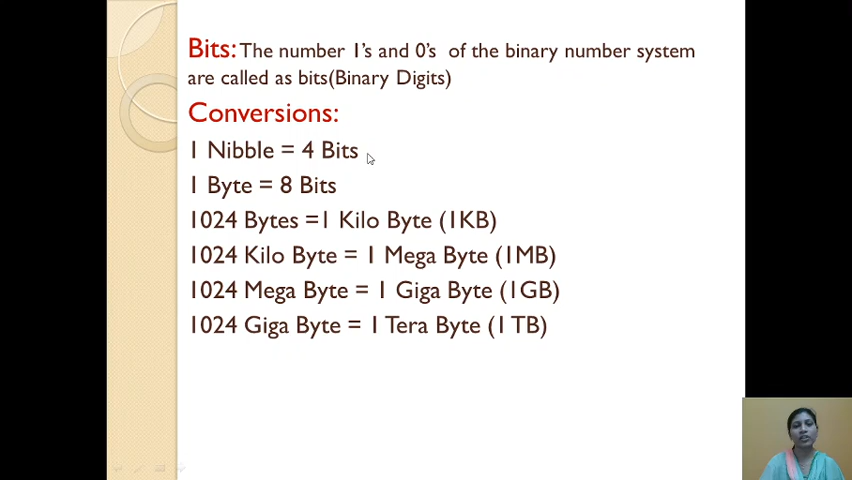 Bits: The number 1's and 0's of the binary number system
are called as bits(Binary Digits)
Conversions:
1 Nibble = 4 Bits
1 Byte = 8 Bits
1024 Bytes =1 Kilo Byte (1KB)
1024 Kilo Byte = 1 Mega Byte (1MB)
1024 Mega Byte = 1 Giga Byte (1GB)
1024 Giga Byte = 1 Tera Byte (1 TB)